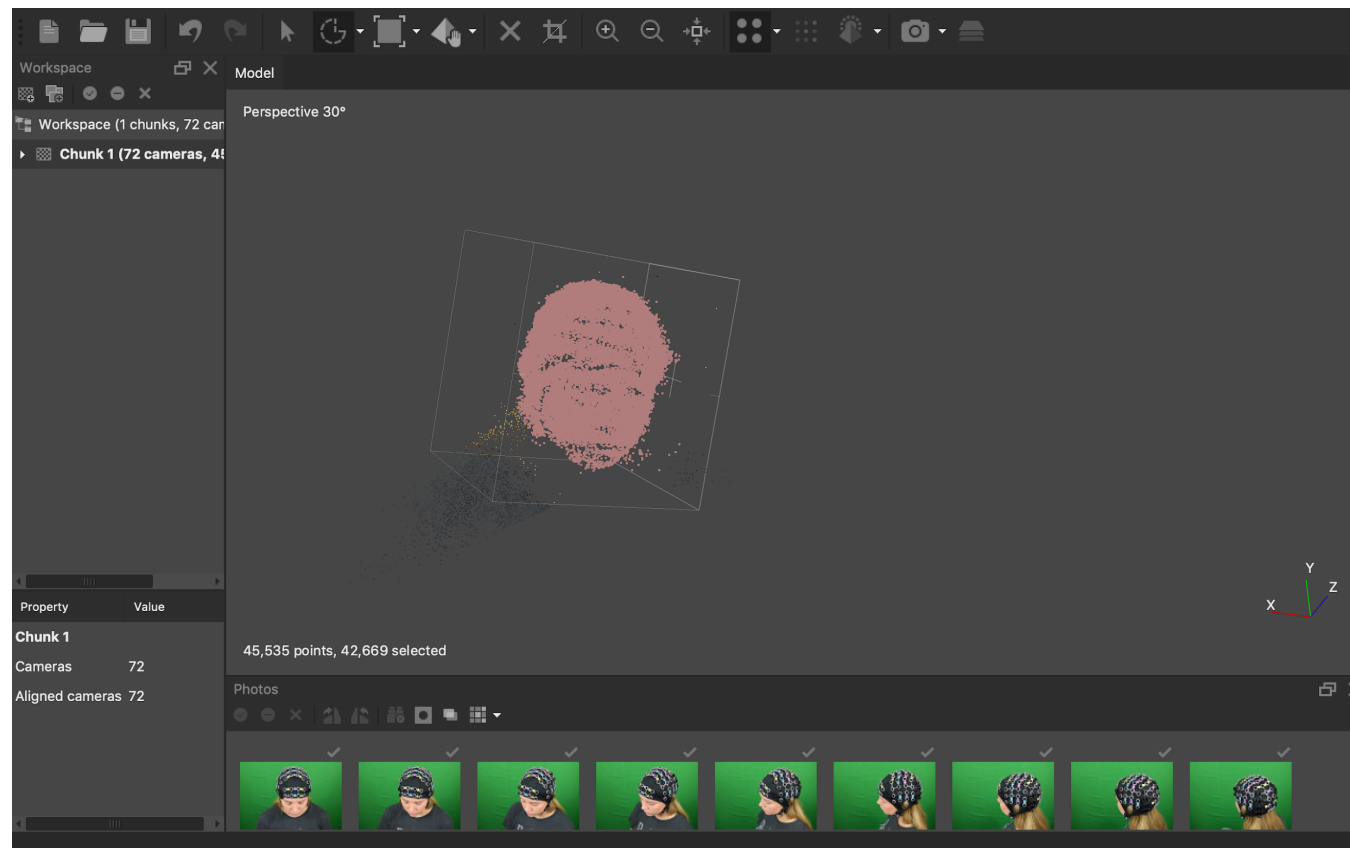 Workspace
Model
Perspective 30°
Workspace (1 chunks, 72 can
Chunk 1 (72 cameras, 45
Y
Z
X
Property Value
Chunk 1
Cameras 72
Aligned cameras 72
45,535 points, 42,669 selected
Photos